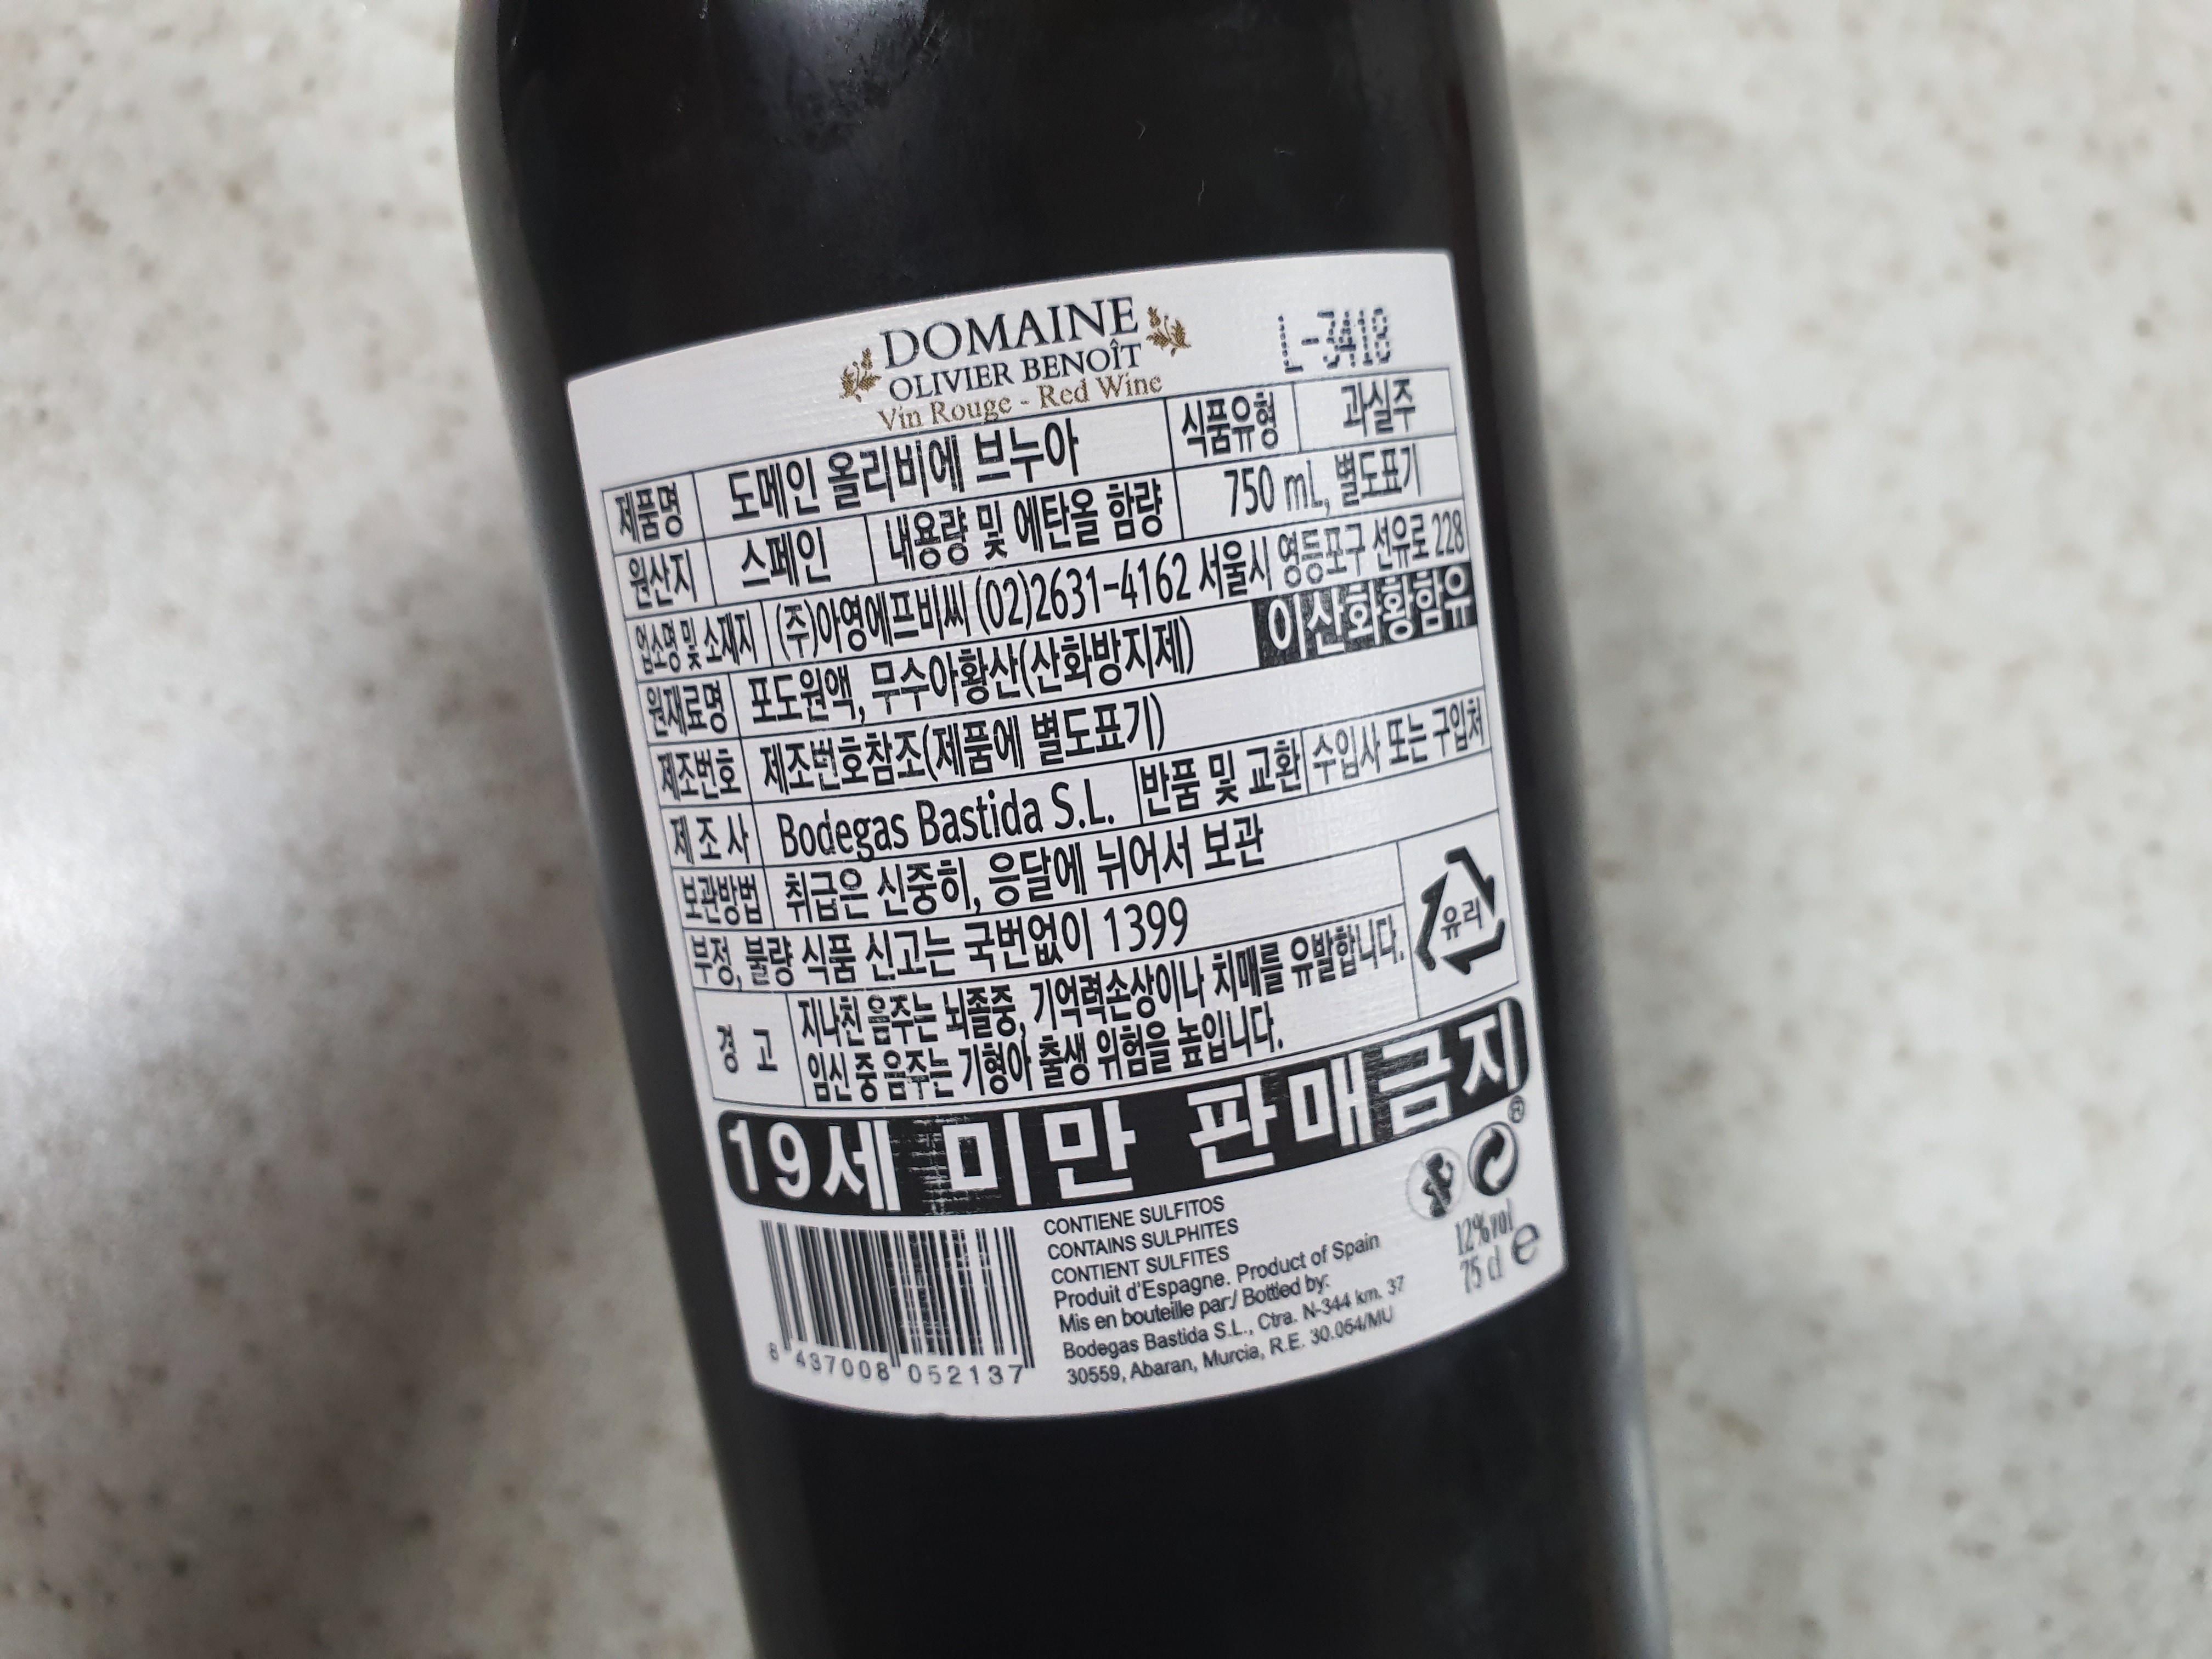 DOMAINE
OLIVIER BENOÎT
Vin Rouge - Red Wine
L-3418
제품명 도메인 올리비에 브누아 식품유형 과실주
원산지 스페인 내용량 및 에탄올 함량 750 mL, 별도표기
업소명 및 소재지 (주)아영에프비씨 (02)2631-4162 서울시 영등포구 선유로 228
원재료명 포도원액, 무수아황산(산화방지제) 이산화황함유
제조번호 제조번호참조(제품에 별도표기)
제조사 Bodegas Bastida S.L. 반품 및 교환 수입사 또는 구입처
보관방법 취급은 신중히, 응달에 뉘어서 보관
부정, 불량 식품 신고는 국번없이 1399
유리
경고 지나친 음주는 뇌졸중, 기억력손상이나 치매를 유발합니다.
임신 중 음주는 기형아 출생 위험을 높입니다.
19세 미만 판매금지
CONTIENE SULFITOS
CONTAINS SULPHITES
CONTIENT SULFITES
Produit d'Espagne. Product of Spain
Mis en bouteille par:/ Bottled by:
Bodegas Bastida S.L., Ctra. N-344 km. 37
30559, Abaran, Murcia, R.E. 30.064/MU
12%vol
75 cl e
8 437008 052137